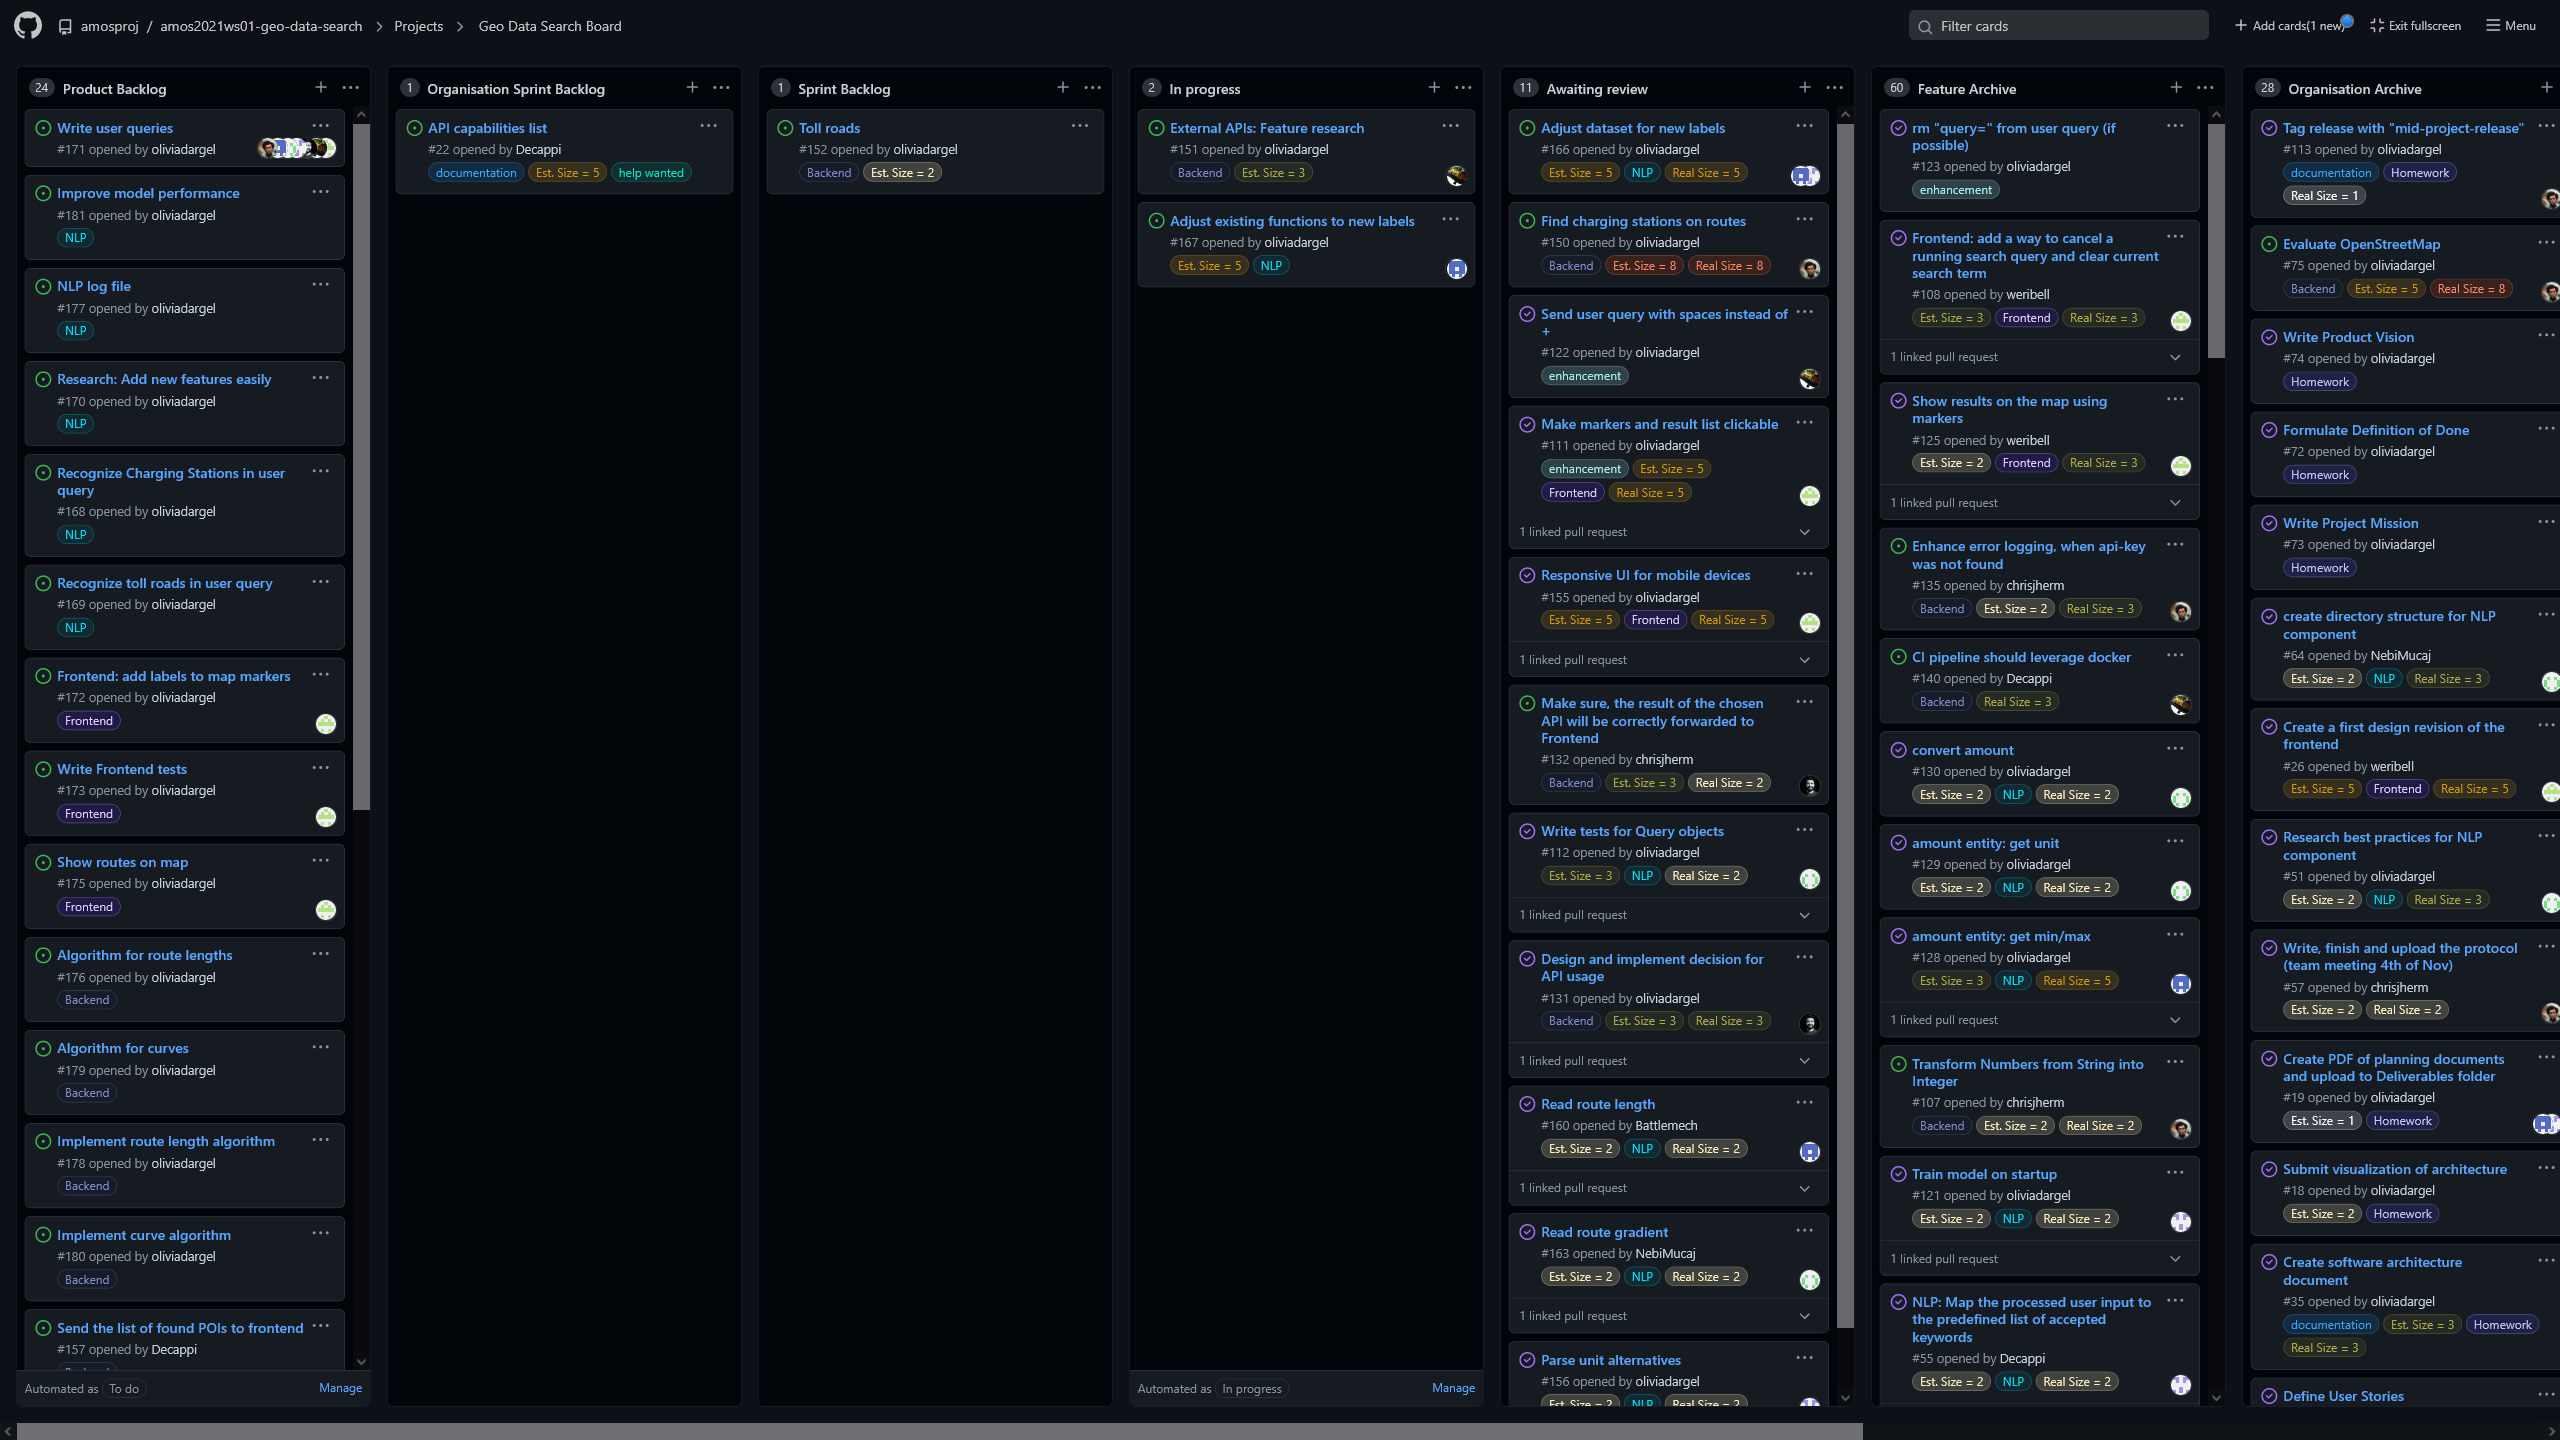 amosproj / amos2021ws01-geo-data-search > Projects > Geo Data Search Board
Filter cards
Add cards(1 new)
Exit fullscreen
Menu
24 Product Backlog
Write user queries
#171 opened by oliviadargel
Improve model performance
#181 opened by oliviadargel
NLP
NLP log file
#177 opened by oliviadargel
NLP
Research: Add new features easily
#170 opened by oliviadargel
NLP
Recognize Charging Stations in user
query
#168 opened by oliviadargel
NLP
Recognize toll roads in user query
#169 opened by oliviadargel
NLP
Frontend: add labels to map markers
#172 opened by oliviadargel
Frontend
Write Frontend tests
#173 opened by oliviadargel
Frontend
Show routes on map
#175 opened by oliviadargel
Frontend
Algorithm for route lengths
#176 opened by oliviadargel
Backend
Algorithm for curves
#179 opened by oliviadargel
Backend
Implement route length algorithm
#178 opened by oliviadargel
Backend
Implement curve algorithm
#180 opened by oliviadargel
Backend
Send the list of found POIs to frontend
#157 opened by Decappi
Automated as To do Manage
1 Organisation Sprint Backlog
API capabilities list
#22 opened by Decappi
documentation Est. Size = 5 help wanted
1 Sprint Backlog
Toll roads
#152 opened by oliviadargel
Backend Est. Size = 2
2 In progress
External APIs: Feature research
#151 opened by oliviadargel
Backend Est. Size = 3
Adjust existing functions to new labels
#167 opened by oliviadargel
Est. Size = 5 NLP
Automated as In progress Manage
11 Awaiting review
Adjust dataset for new labels
#166 opened by oliviadargel
Est. Size = 5 NLP Real Size = 5
Find charging stations on routes
#150 opened by oliviadargel
Backend Est. Size = 8 Real Size = 8
Send user query with spaces instead of
+
#122 opened by oliviadargel
enhancement
Make markers and result list clickable
#111 opened by oliviadargel
enhancement Est. Size = 5
Frontend Real Size = 5
1 linked pull request
Responsive UI for mobile devices
#155 opened by oliviadargel
Est. Size = 5 Frontend Real Size = 5
1 linked pull request
Make sure, the result of the chosen
API will be correctly forwarded to
Frontend
#132 opened by chrisjherm
Backend Est. Size = 3 Real Size = 2
Write tests for Query objects
#112 opened by oliviadargel
Est. Size = 3 NLP Real Size = 2
1 linked pull request
Design and implement decision for
API usage
#131 opened by oliviadargel
Backend Est. Size = 3 Real Size = 3
1 linked pull request
Read route length
#160 opened by Battlemech
Est. Size = 2 NLP Real Size = 2
1 linked pull request
Read route gradient
#163 opened by NebiMucaj
Est. Size = 2 NLP Real Size = 2
1 linked pull request
Parse unit alternatives
#156 opened by oliviadargel
Est. Size = 2 NLP Real Size = 2
60 Feature Archive
rm "query=" from user query (if
possible)
#123 opened by oliviadargel
enhancement
Frontend: add a way to cancel a
running search query and clear current
search term
#108 opened by weribell
Est. Size = 3 Frontend Real Size = 3
1 linked pull request
Show results on the map using
markers
#125 opened by weribell
Est. Size = 2 Frontend Real Size = 3
1 linked pull request
Enhance error logging, when api-key
was not found
#135 opened by chrisjherm
Backend Est. Size = 2 Real Size = 3
CI pipeline should leverage docker
#140 opened by Decappi
Backend Real Size = 3
convert amount
#130 opened by oliviadargel
Est. Size = 2 NLP Real Size = 2
amount entity: get unit
#129 opened by oliviadargel
Est. Size = 2 NLP Real Size = 2
amount entity: get min/max
#128 opened by oliviadargel
Est. Size = 3 NLP Real Size = 5
1 linked pull request
Transform Numbers from String into
Integer
#107 opened by chrisjherm
Backend Est. Size = 2 Real Size = 2
Train model on startup
#121 opened by oliviadargel
Est. Size = 2 NLP Real Size = 2
1 linked pull request
NLP: Map the processed user input to
the predefined list of accepted
keywords
#55 opened by Decappi
Est. Size = 2 NLP Real Size = 2
28 Organisation Archive
Tag release with "mid-project-release"
#113 opened by oliviadargel
documentation Homework
Real Size = 1
Evaluate OpenStreetMap
#75 opened by oliviadargel
Backend Est. Size = 5 Real Size = 8
Write Product Vision
#74 opened by oliviadargel
Homework
Formulate Definition of Done
#72 opened by oliviadargel
Homework
Write Project Mission
#73 opened by oliviadargel
Homework
create directory structure for NLP
component
#64 opened by NebiMucaj
Est. Size = 2 NLP Real Size = 3
Create a first design revision of the
frontend
#26 opened by weribell
Est. Size = 5 Frontend Real Size = 5
Research best practices for NLP
component
#51 opened by oliviadargel
Est. Size = 2 NLP Real Size = 3
Write, finish and upload the protocol
(team meeting 4th of Nov)
#57 opened by chrisjherm
Est. Size = 2 Real Size = 2
Create PDF of planning documents
and upload to Deliverables folder
#19 opened by oliviadargel
Est. Size = 1 Homework
Submit visualization of architecture
#18 opened by oliviadargel
Est. Size = 2 Homework
Create software architecture
document
#35 opened by oliviadargel
documentation Est. Size = 3 Homework
Real Size = 3
Define User Stories